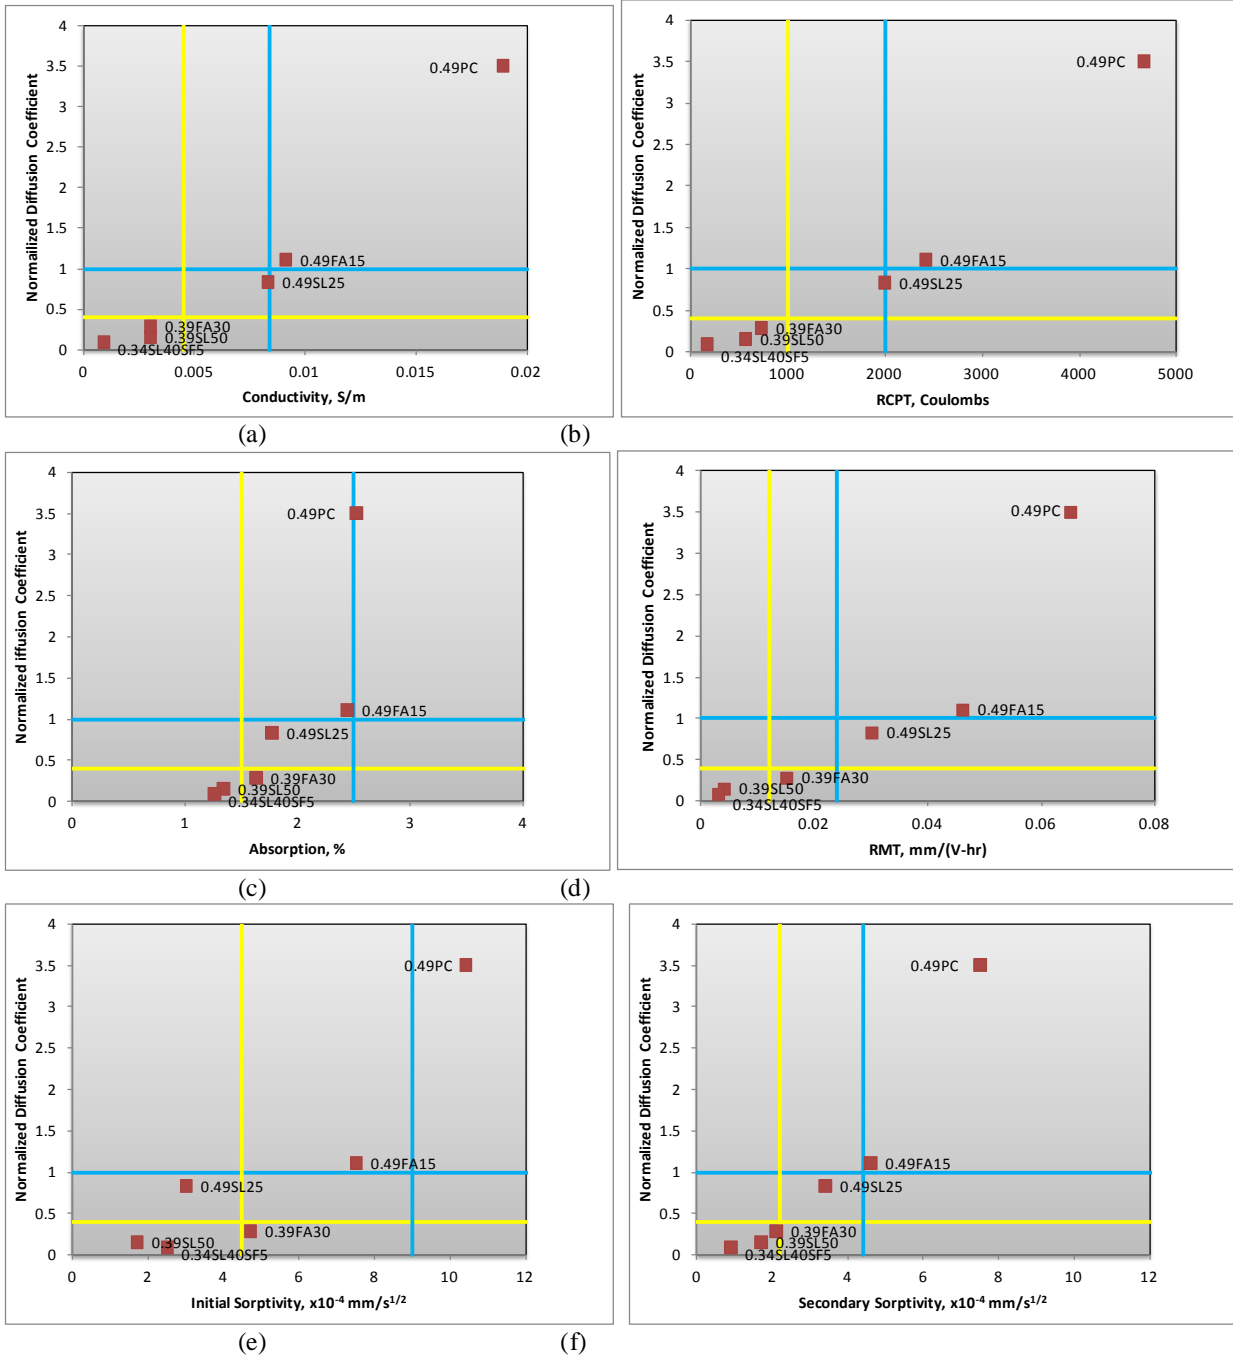 Normailized Diffusion Coefficient
4
3.5
3
2.5
2
1.5
1
0.5
0
0.49PC
0.49FA15
0.49SL25
0.39FA30
0.39SL50
0.34SL40SF5
0 0.005 0.01 0.015 0.02
Conductivity, S/m
(a)
Normalized Diffusion Coefficient
4
3.5
3
2.5
2
1.5
1
0.5
0
0.49PC
0.49FA15
0.49SL25
0.39FA30
0.39SL50
0.34SL40SF5
0 1000 2000 3000 4000 5000
RCPT, Coulombs
(b)
Normalized iffusion Coefficient
4
3.5
3
2.5
2
1.5
1
0.5
0
0.49PC
0.49FA15
0.49SL25
0.39FA30
0.39SL50
0.34SL40SF5
0 1 2 3 4
Absorption, %
(c)
Normalized Diffusion Coefficient
4
3.5
3
2.5
2
1.5
1
0.5
0
0.49PC
0.49FA15
0.49SL25
0.39FA30
0.39SL50
0.34SL40SF5
0 0.02 0.04 0.06 0.08
RMT, mm/(V-hr)
(d)
Normalized Diffusion Coefficient
4
3.5
3
2.5
2
1.5
1
0.5
0
0.49PC
0.49FA15
0.49SL25
0.39FA30
0.39SL50
0.34SL40SF5
0 2 4 6 8 10 12
Initial Sorptivity, x10⁻⁴ mm/s¹/²
(e)
Normalized Diffusion Coefficient
4
3.5
3
2.5
2
1.5
1
0.5
0
0.49PC
0.49FA15
0.49SL25
0.39FA30
0.39SL50
0.34SL40SF5
0 2 4 6 8 10 12
Secondary Sorptivity, x10⁻⁴ mm/s¹/²
(f)